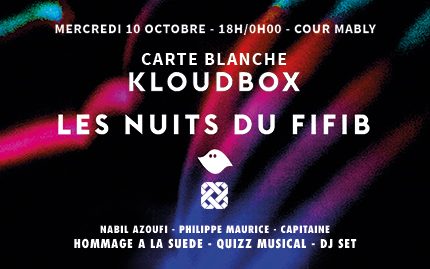 MERCREDI 10 OCTOBRE - 18H/0H00 - COUR MABLY
CARTE BLANCHE
KLOUDBOX
LES NUITS DU FIFIB
NABIL AZOUFI - PHILIPPE MAURICE - CAPITAINE
HOMMAGE A LA SUEDE - QUIZZ MUSICAL - DJ SET